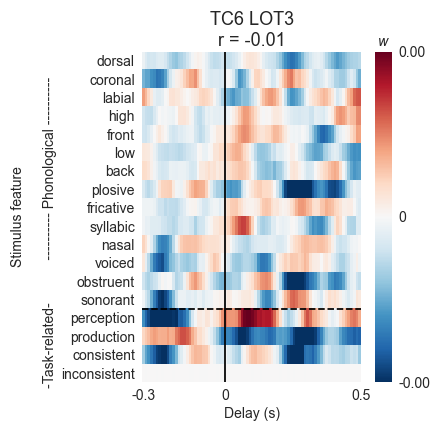 TC6 LOT3
r = -0.01
w
Stimulus feature
---------- Phonological ----------
-Task-related-
dorsal
coronal
labial
high
front
low
back
plosive
fricative
syllabic
nasal
voiced
obstruent
sonorant
perception
production
consistent
inconsistent
0.00
0
-0.00
-0.3
0
0.5
Delay (s)